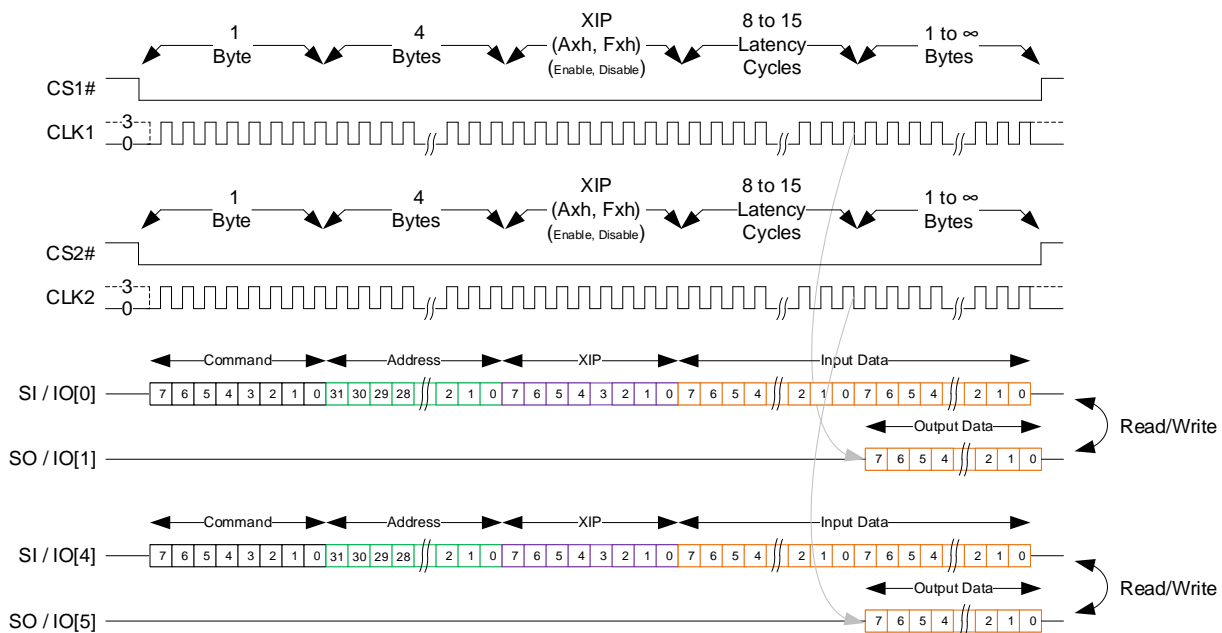 1 4 XIP 8 to 15 1 to ∞
Byte Bytes (Axh, Fxh) Latency Bytes
(Enable, Disable) Cycles
CS1#
CLK1 3
0
1 4 XIP 8 to 15 1 to ∞
Byte Bytes (Axh, Fxh) Latency Bytes
(Enable, Disable) Cycles
CS2#
CLK2 3
0
Command Address XIP Input Data
SI / IO[0] 7 6 5 4 3 2 1 0 31 30 29 28 2 1 0 7 6 5 4 3 2 1 0 7 6 5 4 2 1 0 7 6 5 4 2 1 0
Output Data Read/Write
SO / IO[1] 7 6 5 4 2 1 0
Command Address XIP Input Data
SI / IO[4] 7 6 5 4 3 2 1 0 31 30 29 28 2 1 0 7 6 5 4 3 2 1 0 7 6 5 4 2 1 0 7 6 5 4 2 1 0
Output Data Read/Write
SO / IO[5] 7 6 5 4 2 1 0